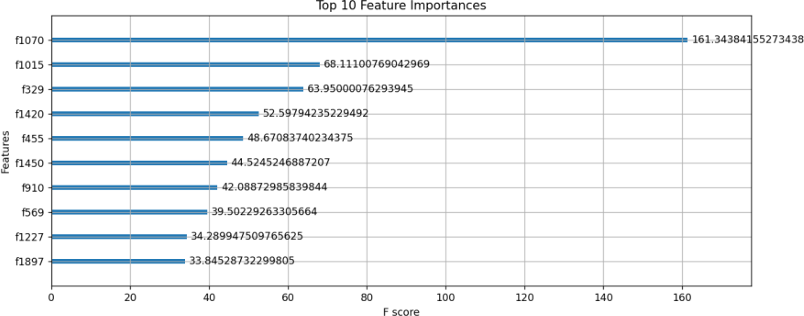 Top 10 Feature Importances
f1070 161.34384155273438
f1015 68.11100769042969
f329 63.95000076293945
f1420 52.59794235229492
f455 48.67083740234375
f1450 44.5245246887207
f910 42.08872985839844
f569 39.50229263305664
f1227 34.289947509765625
f1897 33.84528732299805
Features
0 20 40 60 80 100 120 140 160
F score